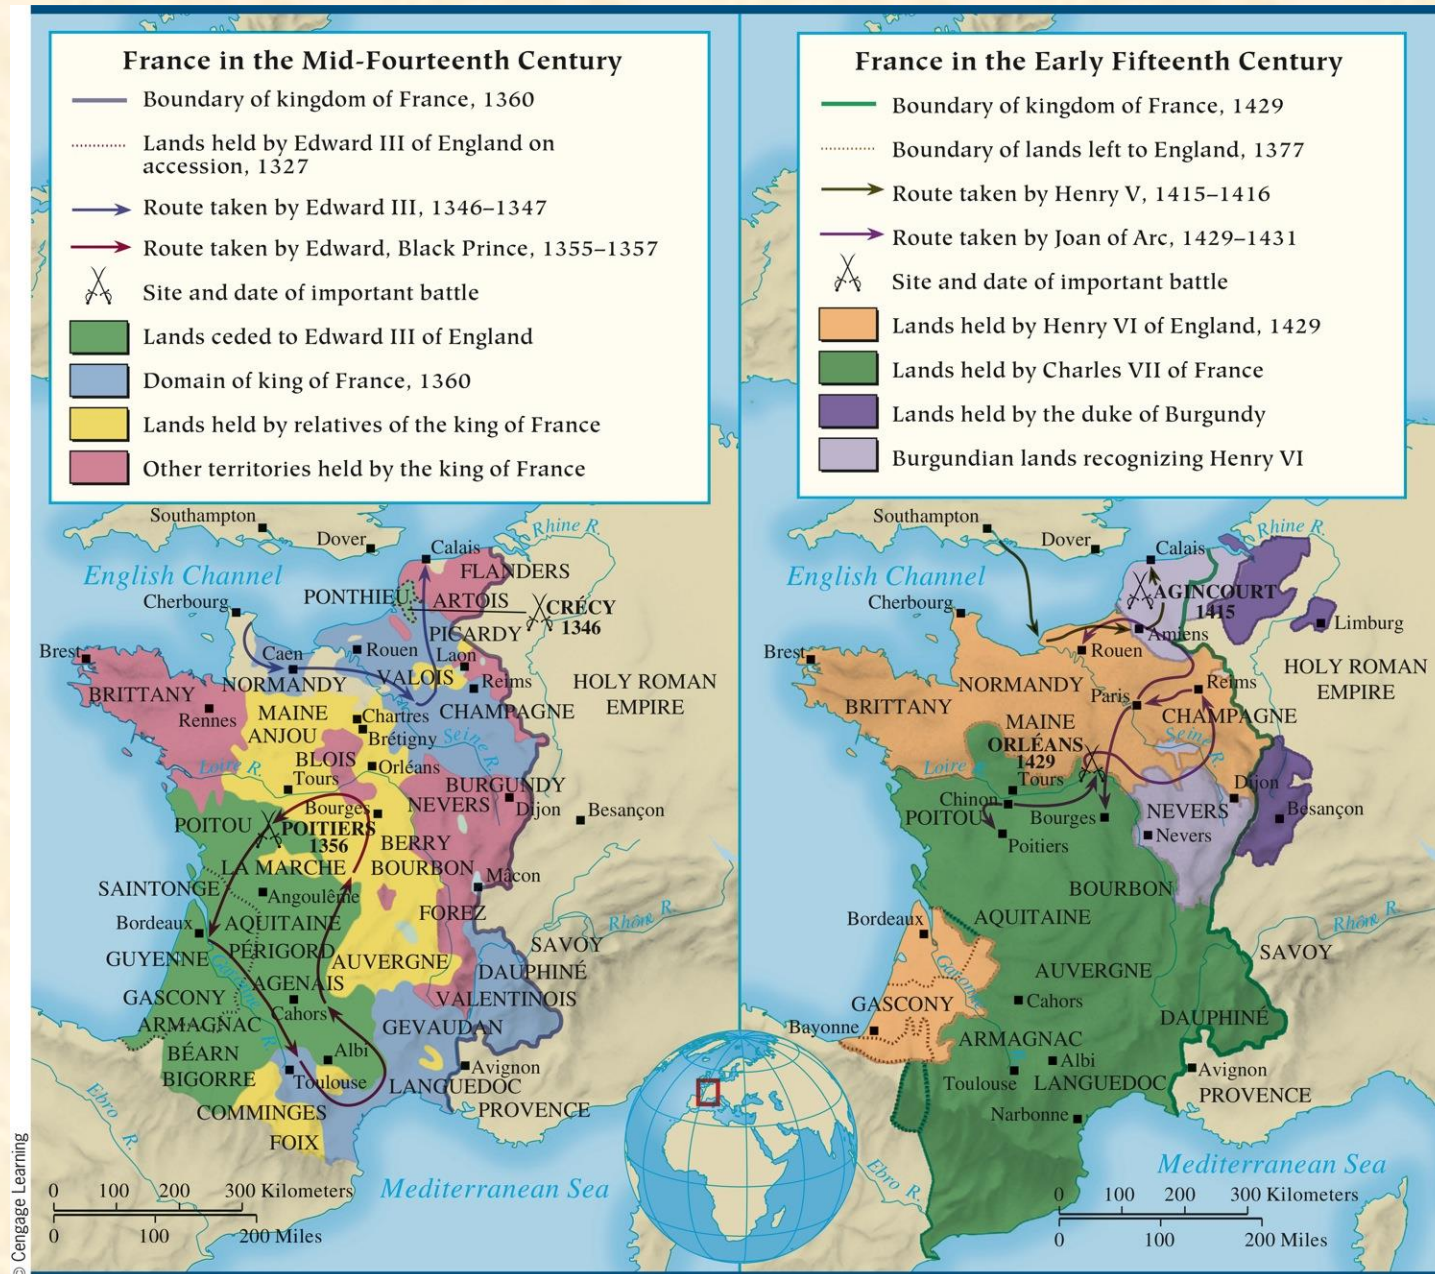 France in the Mid-Fourteenth Century
Boundary of kingdom of France, 1360
Lands held by Edward III of England on
accession, 1327
Route taken by Edward III, 1346–1347
Route taken by Edward, Black Prince, 1355–1357
Site and date of important battle
Lands ceded to Edward III of England
Domain of king of France, 1360
Lands held by relatives of the king of France
Other territories held by the king of France
Southampton
Dover
Rhine R.
Calais
English Channel
FLANDERS
Cherbourg
PONTHIEU
ARTOIS
CRÉCY
1346
PICARDY
Brest
Caen
Rouen
Laon
NORMANDY
VALOIS
Reims
HOLY ROMAN
EMPIRE
BRITTANY
Rennes
MAINE
Chartres
CHAMPAGNE
ANJOU
Brétigny
Seine R.
BLOIS
Orléans
Loire R.
Tours
BURGUNDY
Bourges
NEVERS
Dijon
Besançon
POITOU
POITIERS
1356
BERRY
LA MARCHE
BOURBON
Mâcon
SAINTONGE
Angoulême
FOREZ
Bordeaux
AQUITAINE
Rhône R.
GUYENNE
PÉRIGORD
SAVOY
AUVERGNE
DAUPHINÉ
GASCONY
AGENAIS
VALENTINOIS
Cahors
ARMAGNAC
Garonne R.
GEVAUDAN
BÉARN
Albi
BIGORRE
Toulouse
LANGUEDOC
Avignon
Ebro R.
COMMINGES
PROVENCE
FOIX
Mediterranean Sea
0 100 200 300 Kilometers
0 100 200 Miles
France in the Early Fifteenth Century
Boundary of kingdom of France, 1429
Boundary of lands left to England, 1377
Route taken by Henry V, 1415–1416
Route taken by Joan of Arc, 1429–1431
Site and date of important battle
Lands held by Henry VI of England, 1429
Lands held by Charles VII of France
Lands held by the duke of Burgundy
Burgundian lands recognizing Henry VI
Southampton
Dover
Rhine R.
Calais
English Channel
AGINCOURT
1415
Cherbourg
Limburg
Amiens
Brest
Rouen
HOLY ROMAN
EMPIRE
NORMANDY
Reims
BRITTANY
Paris
MAINE
CHAMPAGNE
ORLÉANS
1429
Seine R.
Loire R.
Tours
Dijon
Chinon
NEVERS
Besançon
POITOU
Bourges
Nevers
Poitiers
BOURBON
Bordeaux
AQUITAINE
Rhône R.
SAVOY
Garonne
AUVERGNE
GASCONY
Cahors
DAUPHINÉ
Bayonne
ARMAGNAC
Albi
Avignon
Toulouse
LANGUEDOC
PROVENCE
Narbonne
Ebro R.
Mediterranean Sea
0 100 200 300 Kilometers
0 100 200 Miles
© Cengage Learning